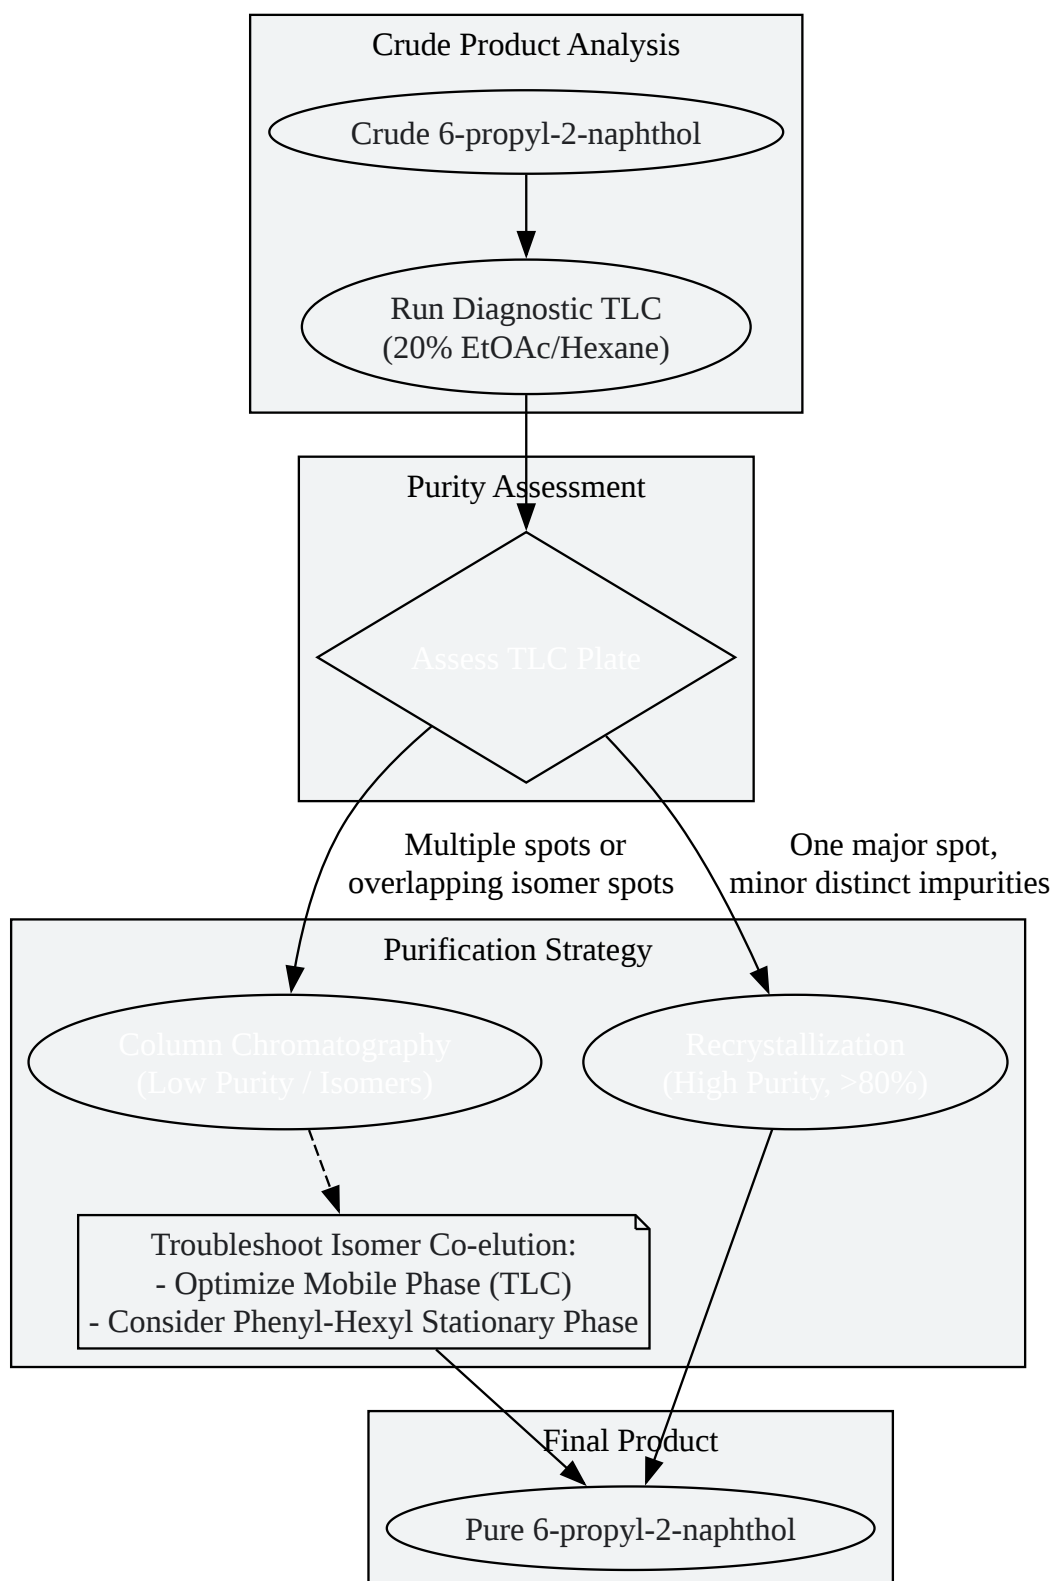 Crude Product Analysis
Crude 6-propyl-2-naphthol
Run Diagnostic TLC
(20% EtOAc/Hexane)
Purity Assessment
Assess TLC Plate
Multiple spots or
overlapping isomer spots
One major spot,
minor distinct impurities
Purification Strategy
Column Chromatography
(Low Purity / Isomers)
Recrystallization
(High Purity, >80%)
Troubleshoot Isomer Co-elution:
- Optimize Mobile Phase (TLC)
- Consider Phenyl-Hexyl Stationary Phase
Final Product
Pure 6-propyl-2-naphthol